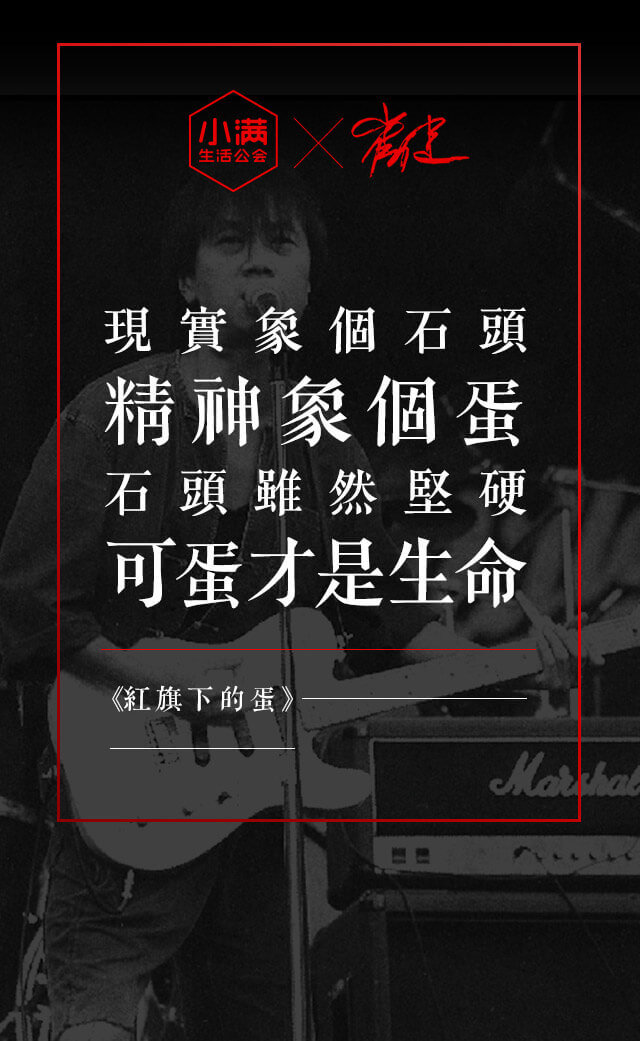 小满
生活公会
崔健
現實象個石頭
精神象個蛋
石頭雖然堅硬
可蛋才是生命
《紅旗下的蛋》
Marshal